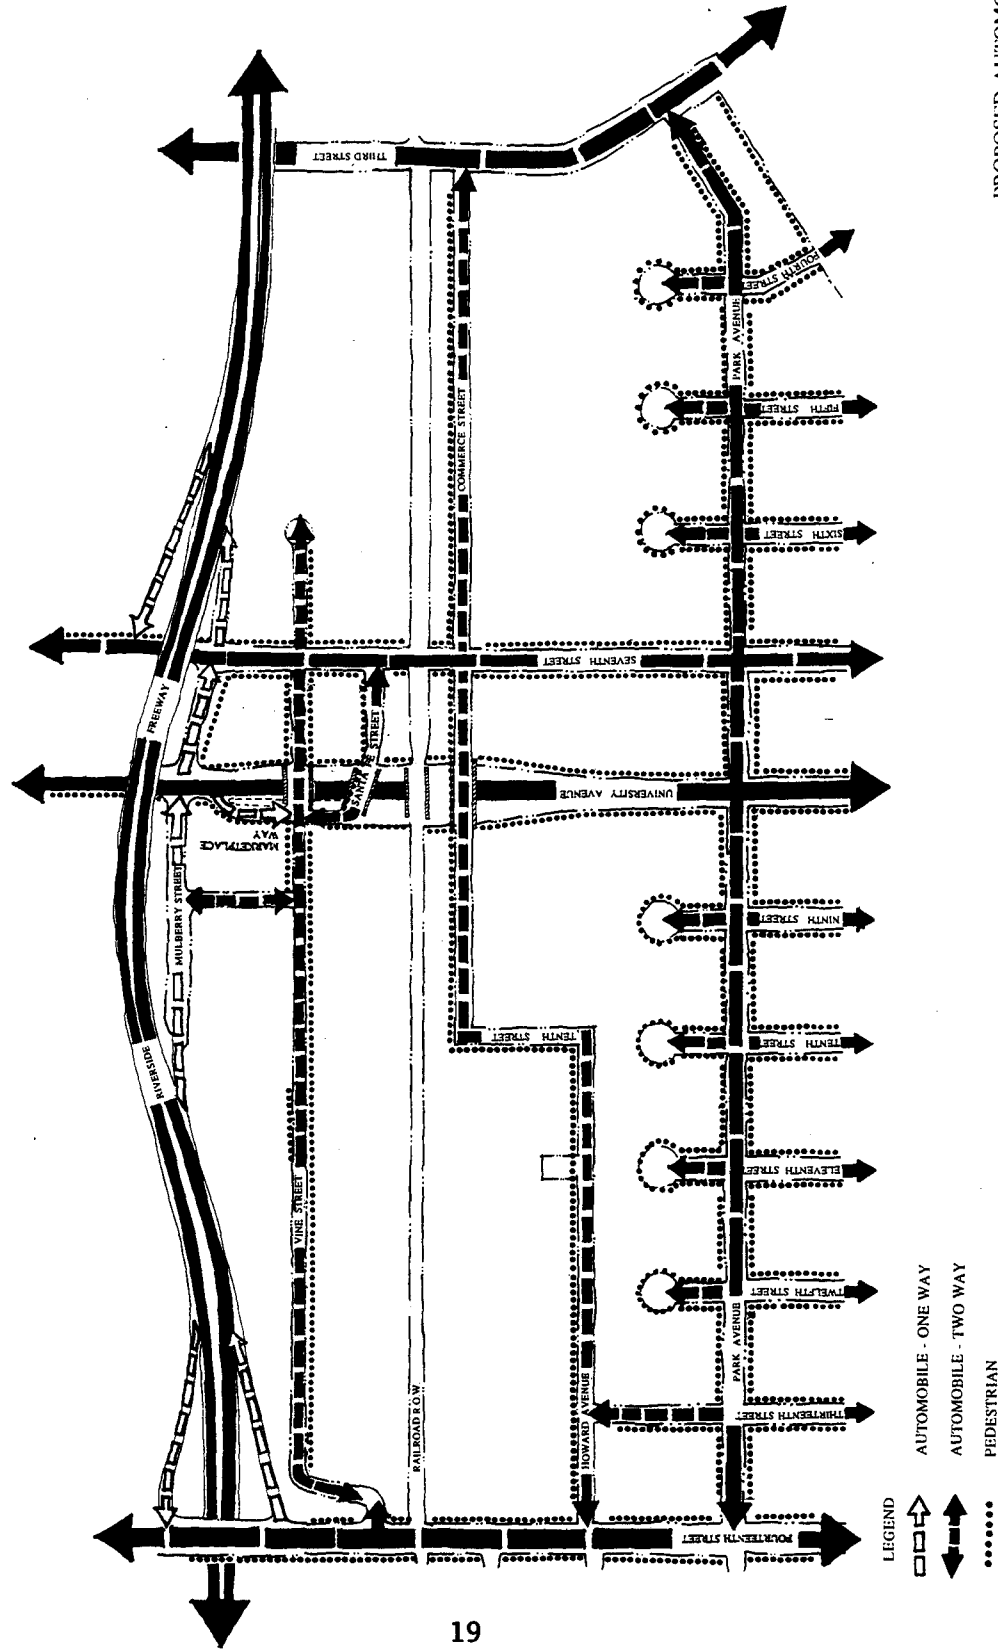 PROPOSED AUTOMO
THIRD STREET
FOURTH STREET
PARK AVENUE
COMMERCE STREET
FIFTH STREET
SIXTH STREET
SEVENTH STREET
FREEWAY
SANTA FE STREET
UNIVERSITY AVENUE
MARKETPLACE
WAY
MULBERRY STREET
NINTH STREET
RIVERSIDE
TENTH STREET
TENTH STREET
VINE STREET
ELEVENTH STREET
TWELFTH STREET
PARK AVENUE
RAILROAD R.O.W.
HOWARD AVENUE
THIRTEENTH STREET
FOURTEENTH STREET
LEGEND
AUTOMOBILE - ONE WAY
AUTOMOBILE - TWO WAY
PEDESTRIAN
19